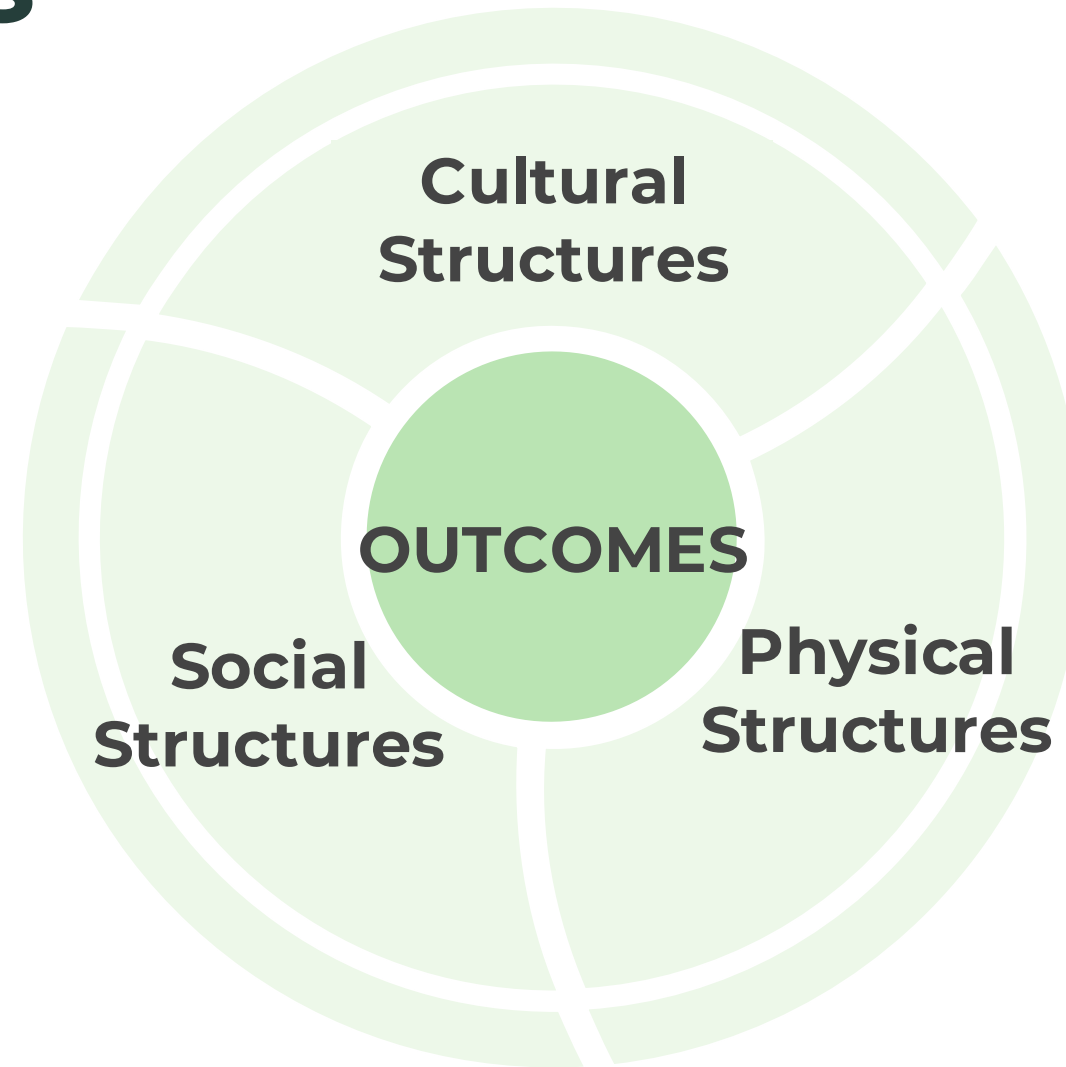 Cultural
Structures
OUTCOMES
Social
Structures
Physical
Structures